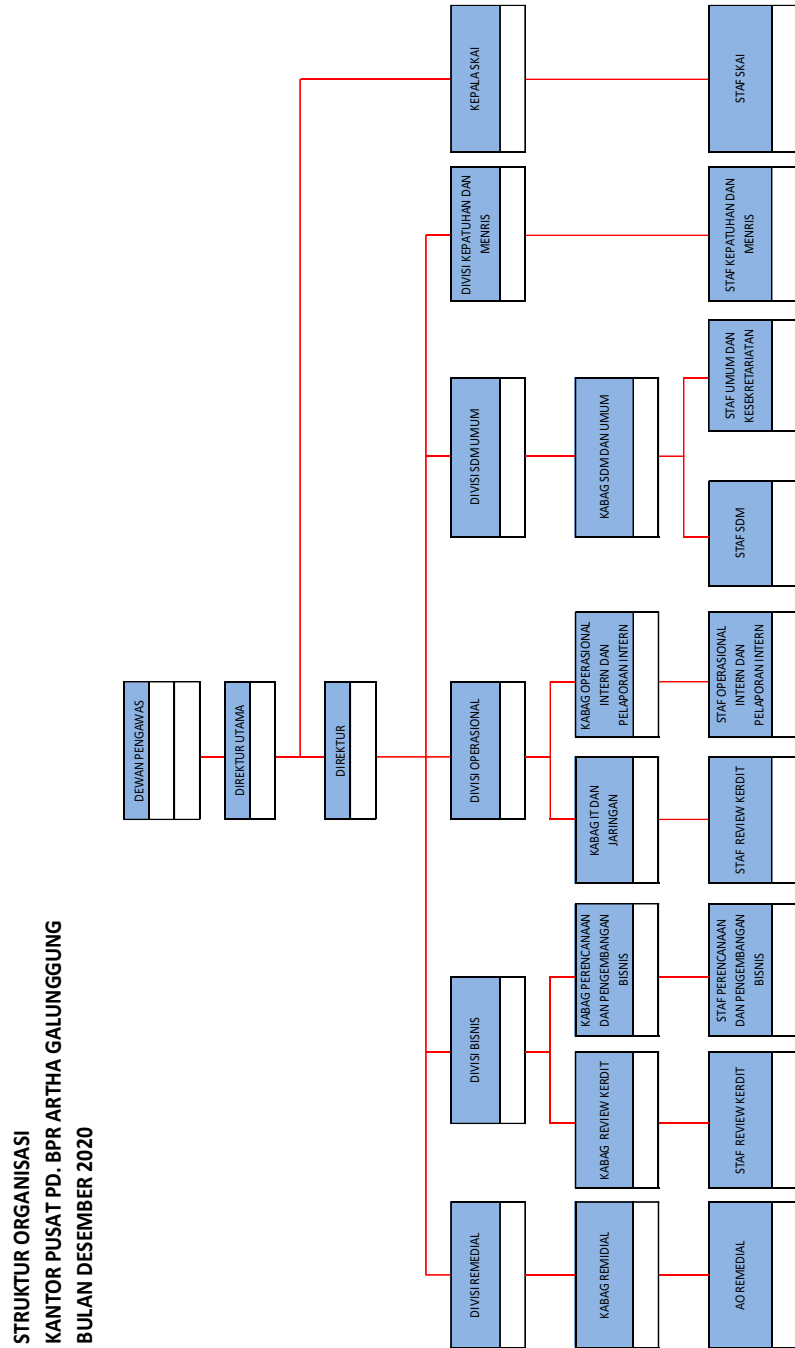 STRUKTUR ORGANISASI
KANTOR PUSAT PD. BPR ARTHA GALUNGGUNG
BULAN DESEMBER 2020
DEWAN PENGAWAS
DIREKTUR UTAMA
DIREKTUR
DIVISI REMEDIAL
DIVISI BISNIS
DIVISI OPERASIONAL
DIVISI SDM UMUM
DIVISI KEPATUHAN DAN
MENRIS
KEPALA SKAI
KABAG REMIDIAL
KABAG REVIEW KERDIT
KABAG PERENCANAAN
DAN PENGEMBANGAN
BISNIS
KABAG IT DAN
JARINGAN
KABAG OPERASIONAL
INTERN DAN
PELAPORAN INTERN
KABAG SDM DAN UMUM
AO REMEDIAL
STAF REVIEW KERDIT
STAF PERENCANAAN
DAN PENGEMBANGAN
BISNIS
STAF REVIEW KERDIT
STAF OPERASIONAL
INTERN DAN
PELAPORAN INTERN
STAF SDM
STAF UMUM DAN
KESEKRETARIATAN
STAF KEPATUHAN DAN
MENRIS
STAF SKAI